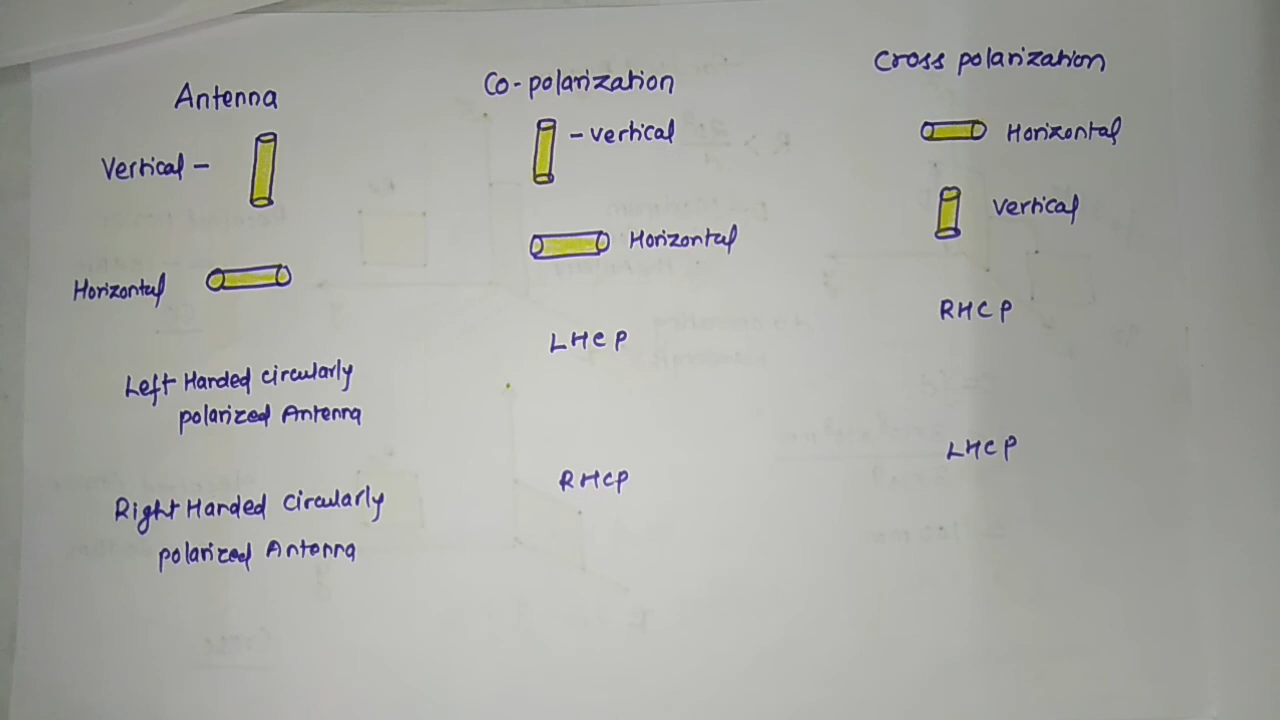 Antenna
Co-polarization
Cross polarization
Vertical -
- vertical
Horizontal
Horizontal
Horizontal
vertical
Left Handed circularly
polarized Antenna
LHCP
RHCP
Right Handed Circularly
polarized Antenna
RHCP
LHCP